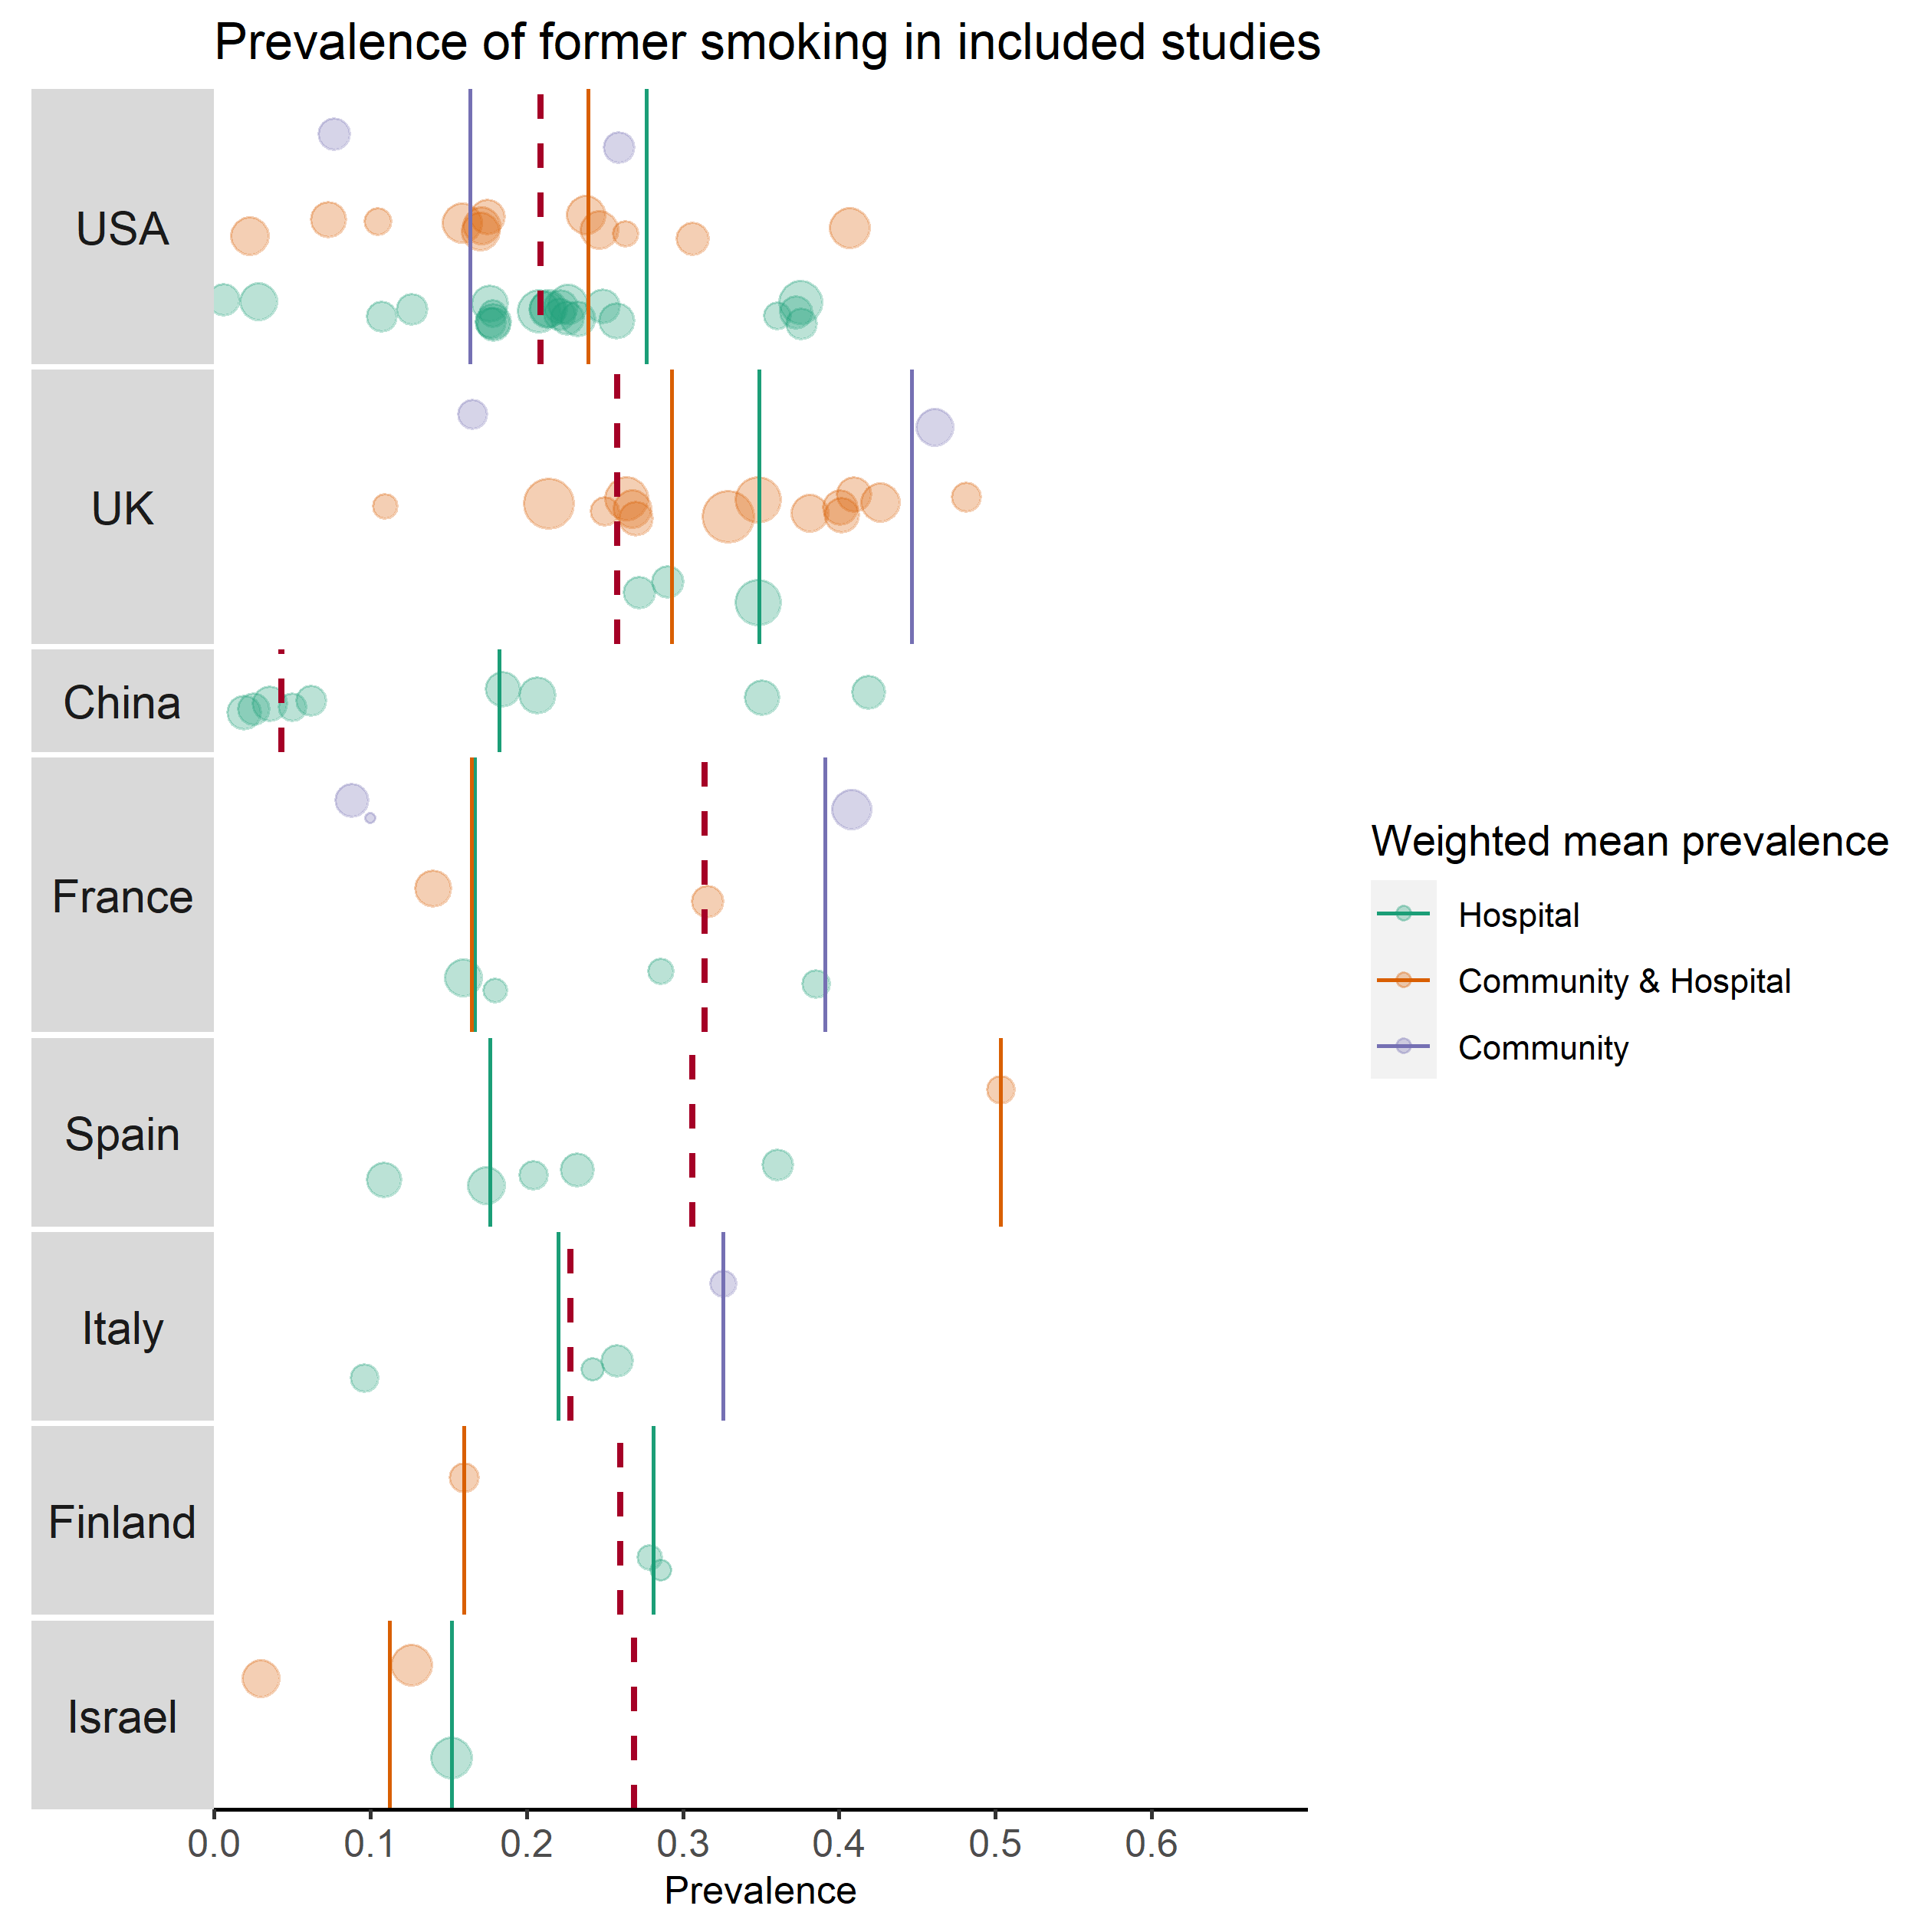 Prevalence of former smoking in included studies
USA
UK
China
France
Spain
Italy
Finland
Israel
0.0 0.1 0.2 0.3 0.4 0.5 0.6
Prevalence
Weighted mean prevalence
Hospital
Community & Hospital
Community